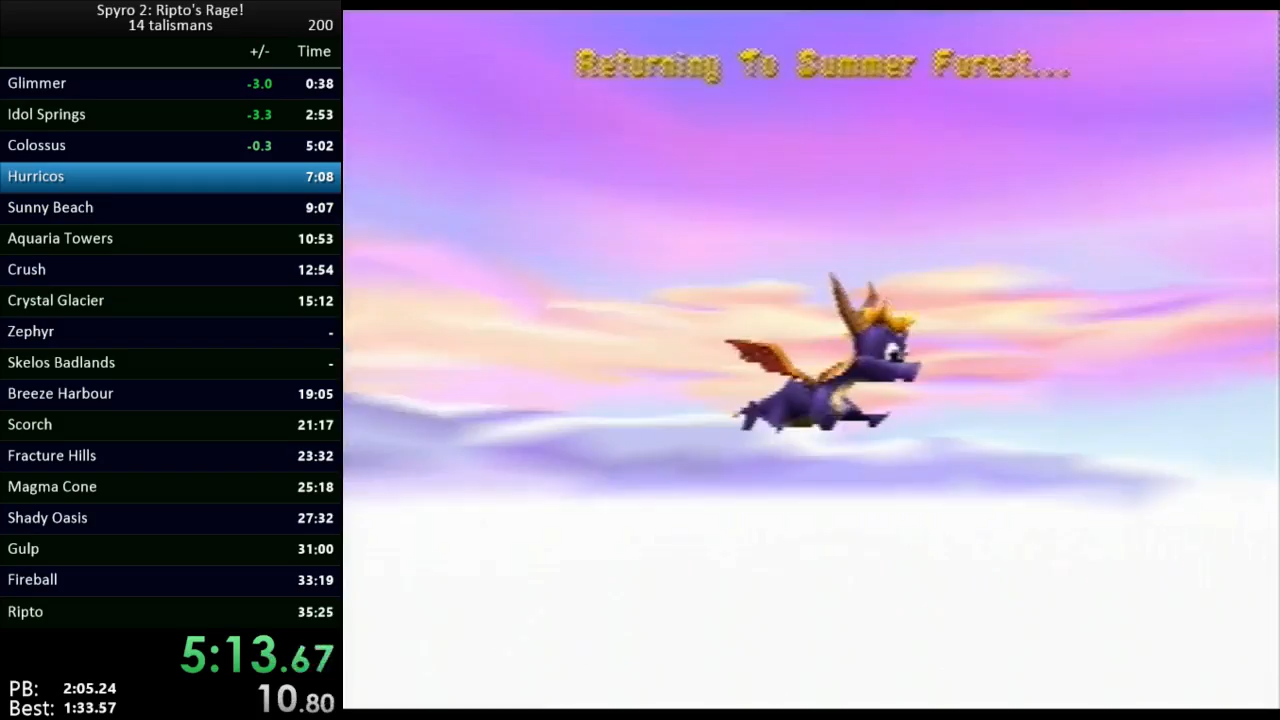 Spyro 2: Ripto's Rage!
14 talismans 200
+/- Time
Glimmer -3.0 0:38
Idol Springs -3.3 2:53
Colossus -0.3 5:02
Hurricos 7:08
Sunny Beach 9:07
Aquaria Towers 10:53
Crush 12:54
Crystal Glacier 15:12
Zephyr -
Skelos Badlands -
Breeze Harbour 19:05
Scorch 21:17
Fracture Hills 23:32
Magma Cone 25:18
Shady Oasis 27:32
Gulp 31:00
Fireball 33:19
Ripto 35:25
5:13.67
PB: 2:05.24
Best: 1:33.57
10.80
Returning To Summer Forest...